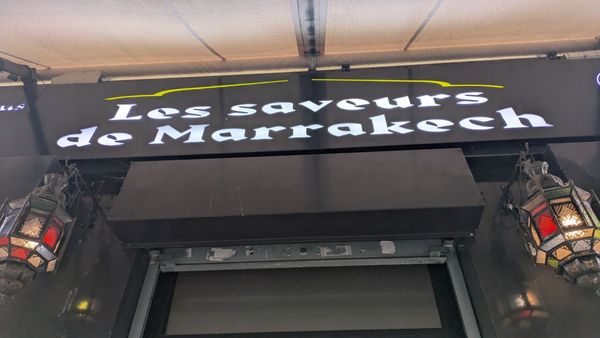 Les saveurs
de Marrakech